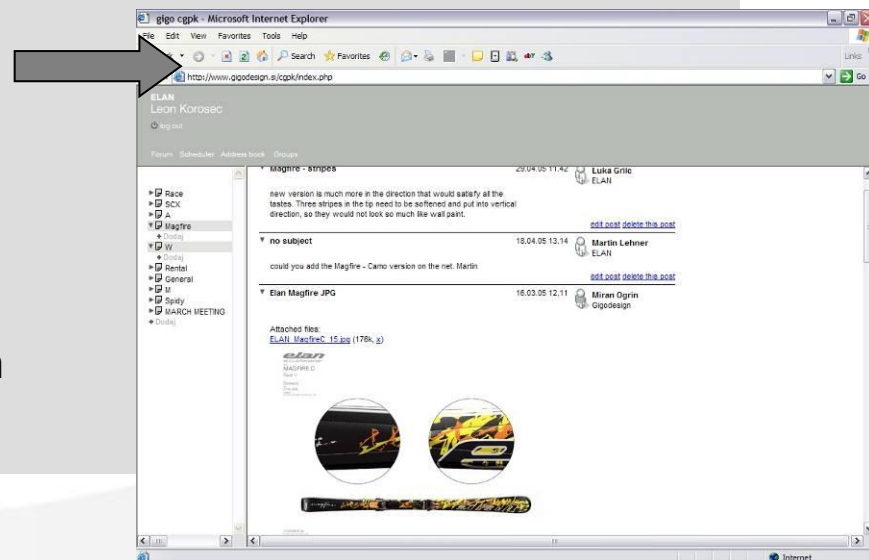 gigo cgpk - Microsoft Internet Explorer
File Edit View Favorites Tools Help
Search Favorites
Links
http://www.gigodesign.si/cgpk/index.php
Go
ELAN
Leon Korosec
log out
Forum Scheduler Address book Groups
Race
SCX
A
Magfire
Dodaj
W
Dodaj
Rental
General
M
Spidy
MARCH MEETING
Dodaj
Magfire - stripes 29.04.05 11.42 Luka Grilc
ELAN
new version is much more in the direction that would satisfy all the
tastes. Three stripes in the tip need to be softened and put into vertical
direction, so they would not look so much like wall paint.
edit post delete this post
no subject 18.04.05 13.14 Martin Lehner
ELAN
could you add the Magfire - Camo version on the net. Martin
edit post delete this post
Elan Magfire JPG 16.03.05 12.11 Miran Ogrin
Gigodesign
Attached files:
ELAN_MagfireC_15.jpg (176k, x)
elan
MAGFIRE C
Internet